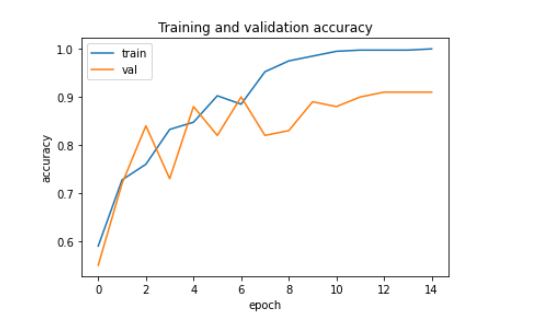 Training and validation accuracy
train
val
accuracy
1.0
0.9
0.8
0.7
0.6
0 2 4 6 8 10 12 14
epoch